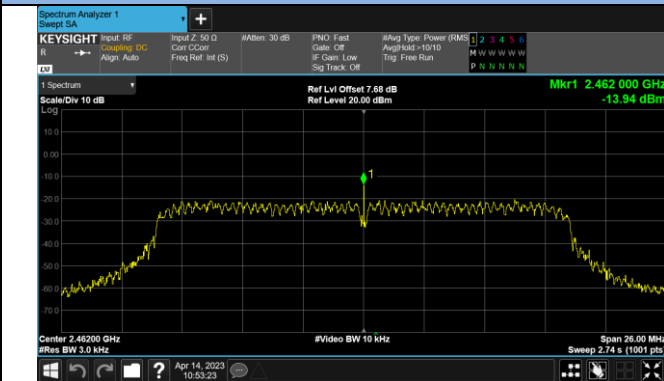 Spectrum Analyzer 1
Swept SA
+
KEYSIGHT Input: RF Input Z: 50 Ω #Atten: 30 dB PNO: Fast #Avg Type: Power (RMS 1 2 3 4 5 6
R Coupling: DC Corr CCorr Gate: Off Avg|Hold:>10/10 M W W W W W
Align: Auto Freq Ref: Int (S) IF Gain: Low Trig: Free Run
Sig Track: Off P N N N N N
LXI
1 Spectrum Ref Lvl Offset 7.68 dB Mkr1 2.462 000 GHz
Scale/Div 10 dB Ref Level 20.00 dBm -13.94 dBm
Log
10.0
0.00
1
-10.0
-20.0
-30.0
-40.0
-50.0
-60.0
-70.0
Center 2.46200 GHz #Video BW 10 kHz Span 26.00 MHz
#Res BW 3.0 kHz Sweep 2.74 s (1001 pts)
? Apr 14, 2023
10:53:23